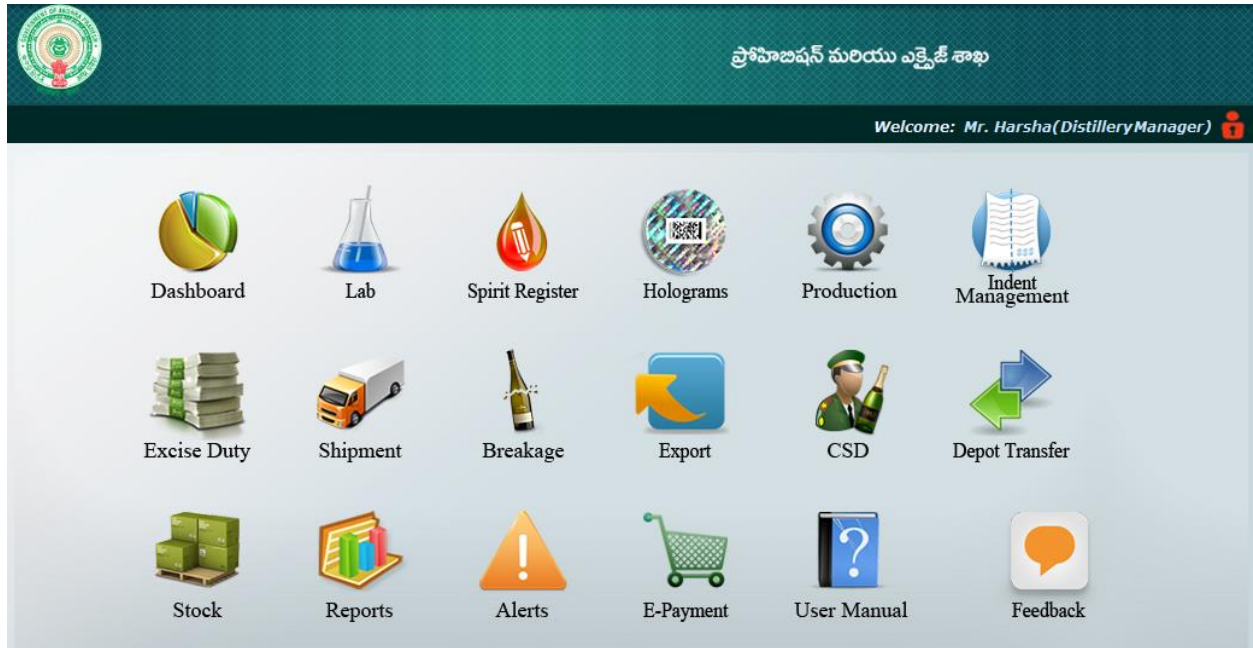 ప్రోహిబిషన్ మరియు ఎక్సైజ్ శాఖ
Welcome: Mr. Harsha(DistilleryManager)
Dashboard Lab Spirit Register Holograms Production Indent Management
Excise Duty Shipment Breakage Export CSD Depot Transfer
Stock Reports Alerts E-Payment User Manual Feedback